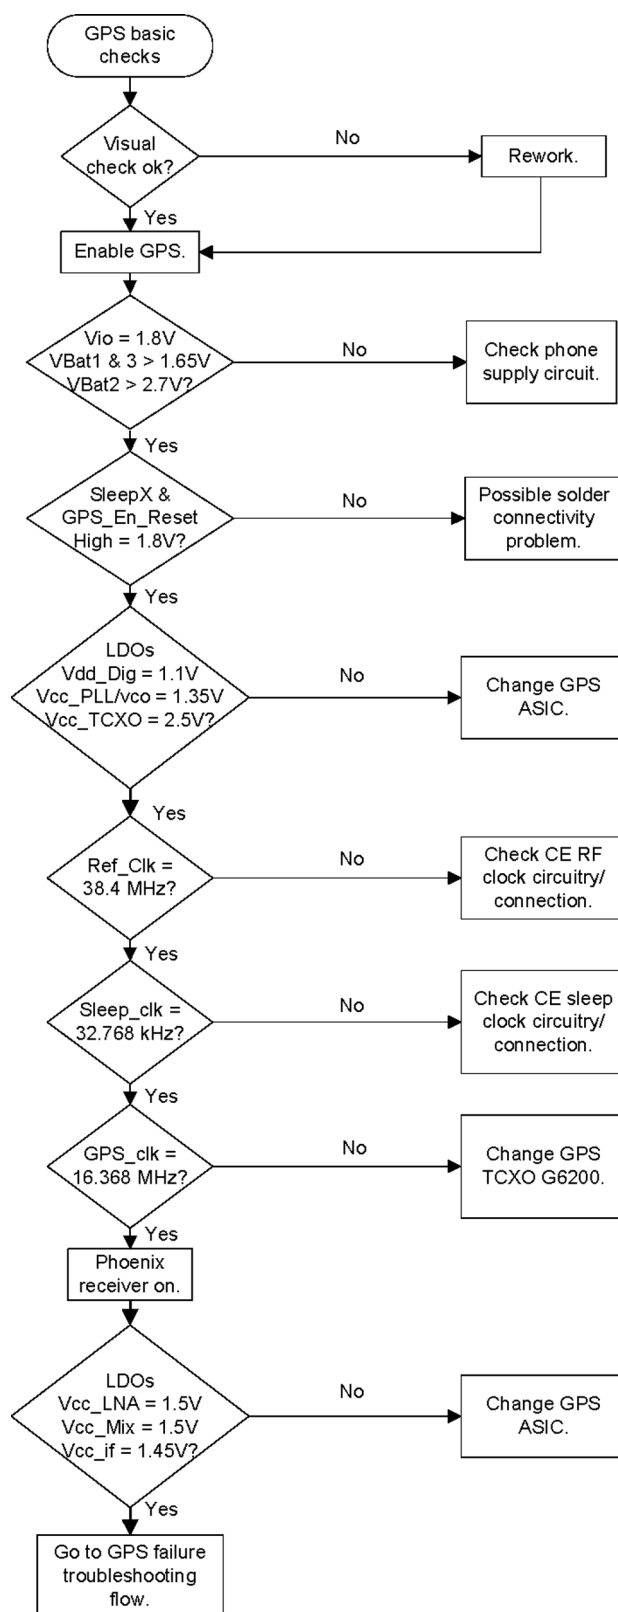 GPS basic
checks
Visual
check ok?
No
Rework.
Yes
Enable GPS.
Vio = 1.8V
VBat1 & 3 > 1.65V
VBat2 > 2.7V?
No
Check phone
supply circuit.
Yes
SleepX &
GPS_En_Reset
High = 1.8V?
No
Possible solder
connectivity
problem.
Yes
LDOs
Vdd_Dig = 1.1V
Vcc_PLL/vco = 1.35V
Vcc_TCXO = 2.5V?
No
Change GPS
ASIC.
Yes
Ref_Clk =
38.4 MHz?
No
Check CE RF
clock circuitry/
connection.
Yes
Sleep_clk =
32.768 kHz?
No
Check CE sleep
clock circuitry/
connection.
Yes
GPS_clk =
16.368 MHz?
No
Change GPS
TCXO G6200.
Yes
Phoenix
receiver on.
LDOs
Vcc_LNA = 1.5V
Vcc_Mix = 1.5V
Vcc_if = 1.45V?
No
Change GPS
ASIC.
Yes
Go to GPS failure
troubleshooting
flow.